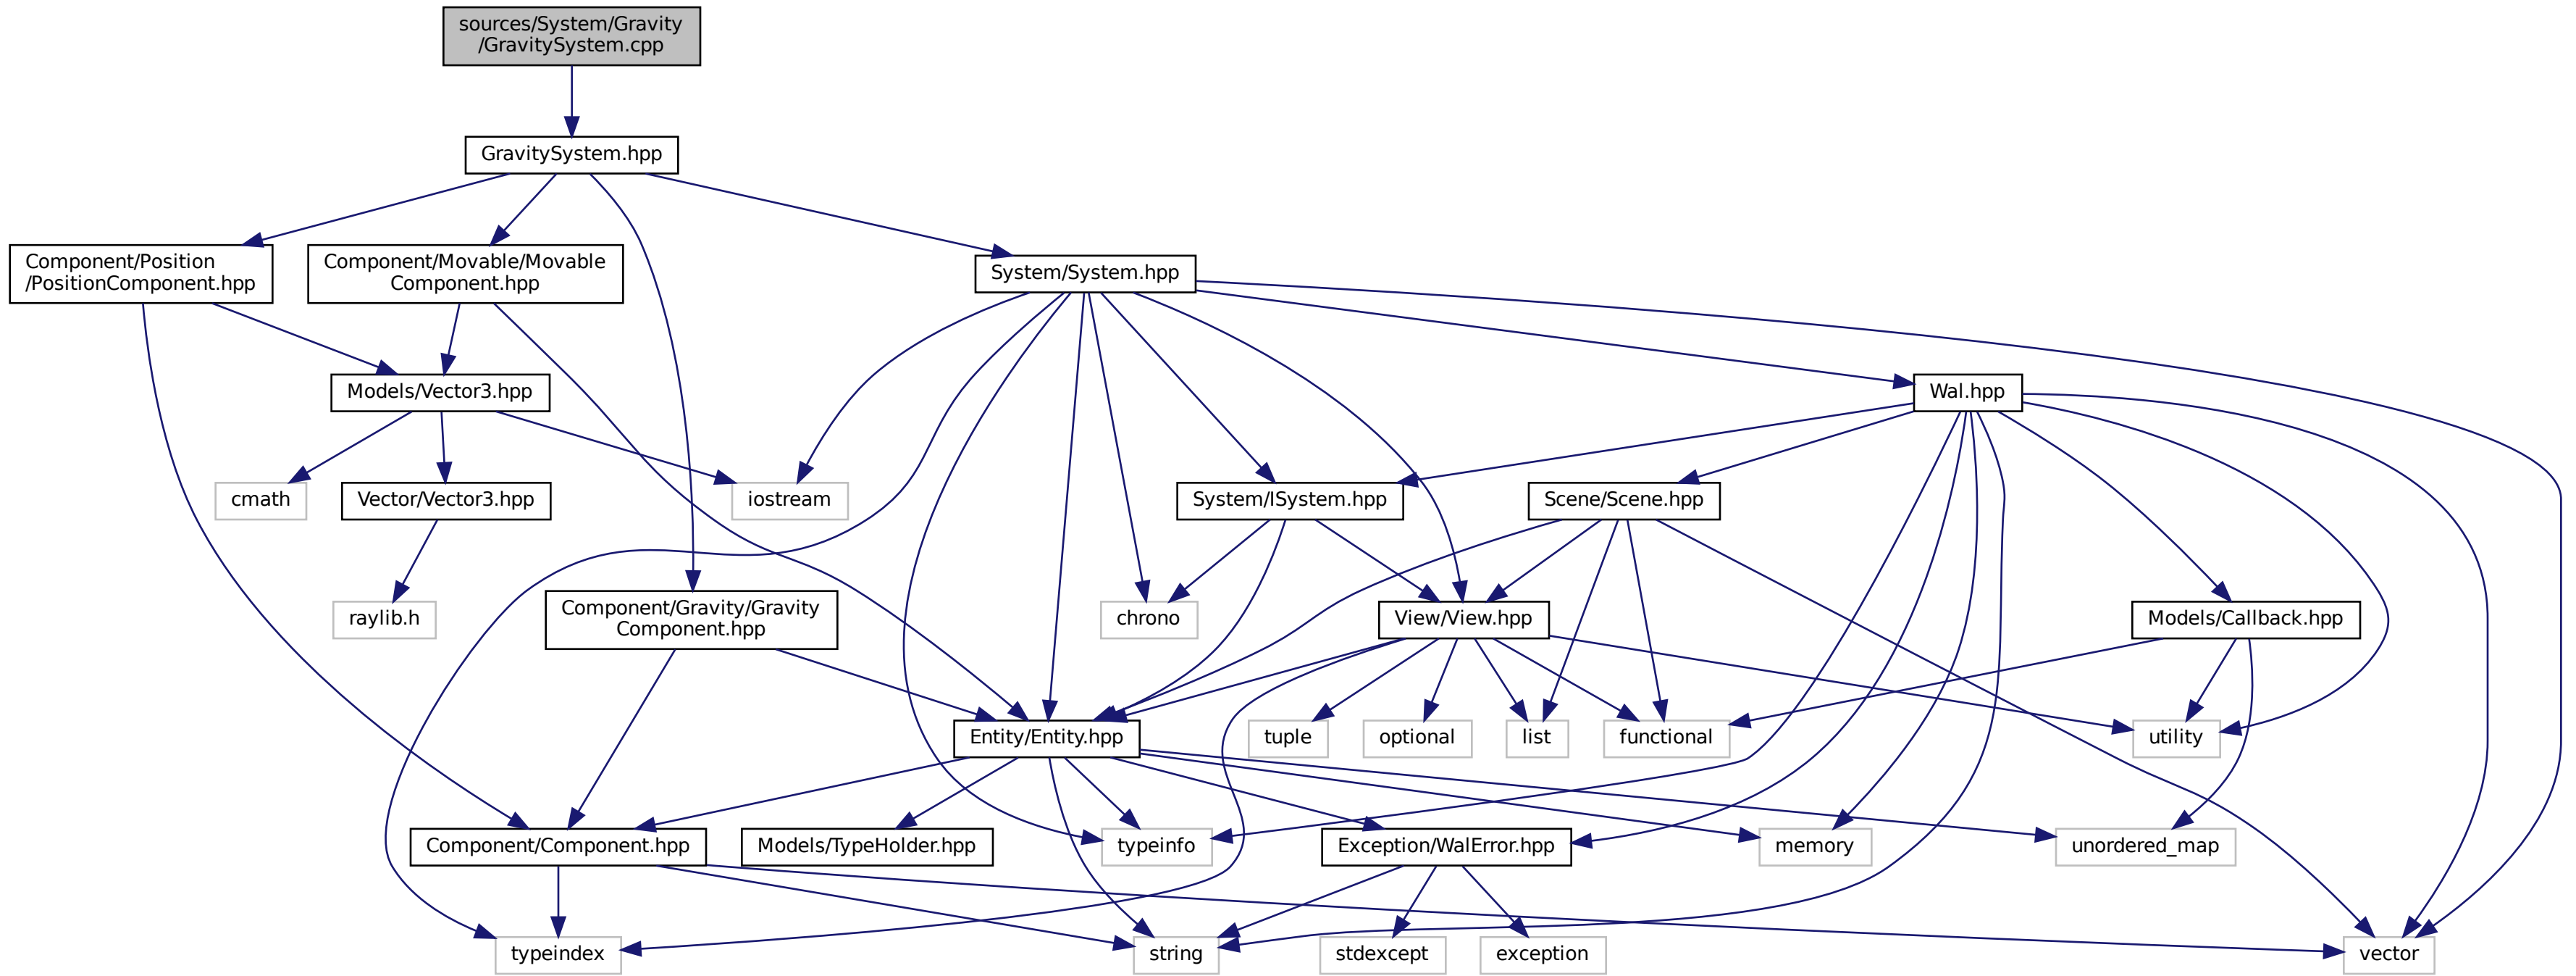 sources/System/Gravity
/GravitySystem.cpp
GravitySystem.hpp
Component/Position
/PositionComponent.hpp
Component/Movable/Movable
Component.hpp
System/System.hpp
Models/Vector3.hpp
Wal.hpp
cmath
Vector/Vector3.hpp
iostream
System/ISystem.hpp
Scene/Scene.hpp
raylib.h
Component/Gravity/Gravity
Component.hpp
chrono
View/View.hpp
Models/Callback.hpp
Entity/Entity.hpp
tuple
optional
list
functional
utility
Component/Component.hpp
Models/TypeHolder.hpp
typeinfo
Exception/WalError.hpp
memory
unordered_map
typeindex
string
stdexcept
exception
vector